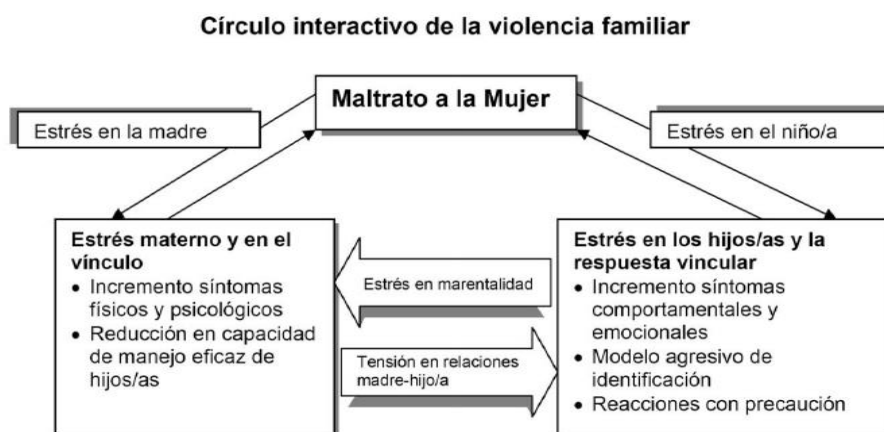 Círculo interactivo de la violencia familiar
Maltrato a la Mujer
Estrés en la madre
Estrés en el niño/a
Estrés materno y en el
vínculo
• Incremento síntomas
físicos y psicológicos
• Reducción en capacidad
de manejo eficaz de
hijos/as
Estrés en marentalidad
Tensión en relaciones
madre-hijo/a
Estrés en los hijos/as y la
respuesta vincular
• Incremento síntomas
comportamentales y
emocionales
• Modelo agresivo de
identificación
• Reacciones con precaución